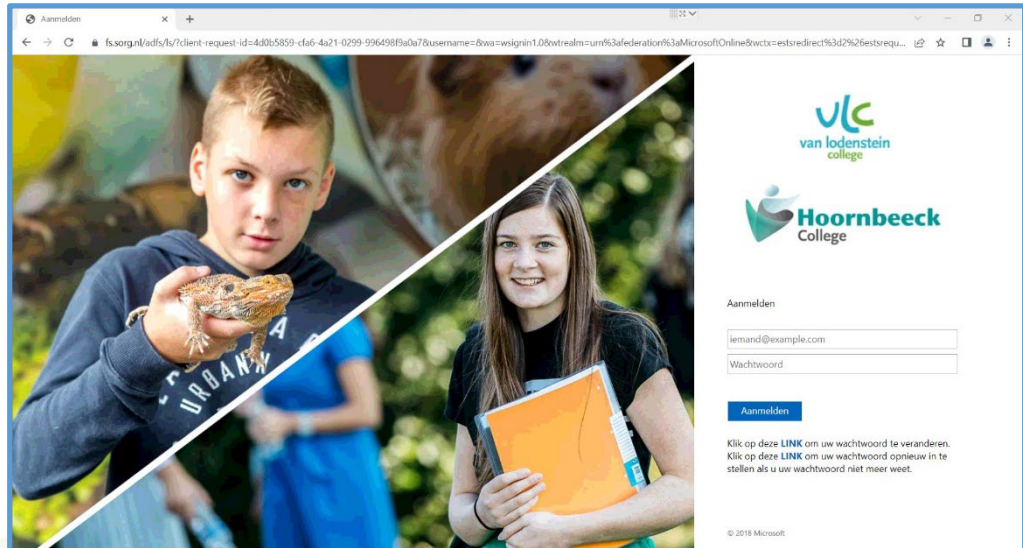 Aanmelden
fs.sorg.nl/adfs/ls/?client-request-id=4d0b5859-cfa6-4a21-0299-996498f9a0a7&username=&wa=wsignin1.0&wtrealm=urn%3afederation%3aMicrosoftOnline&wctx=estsredirect%3d2%26estsrequ...
vlc
van lodenstein
college
Hoornbeeck
College
URBAN
Aanmelden
iemand@example.com
Wachtwoord
Aanmelden
Klik op deze LINK om uw wachtwoord te veranderen.
Klik op deze LINK om uw wachtwoord opnieuw in te
stellen als u uw wachtwoord niet meer weet.
© 2018 Microsoft